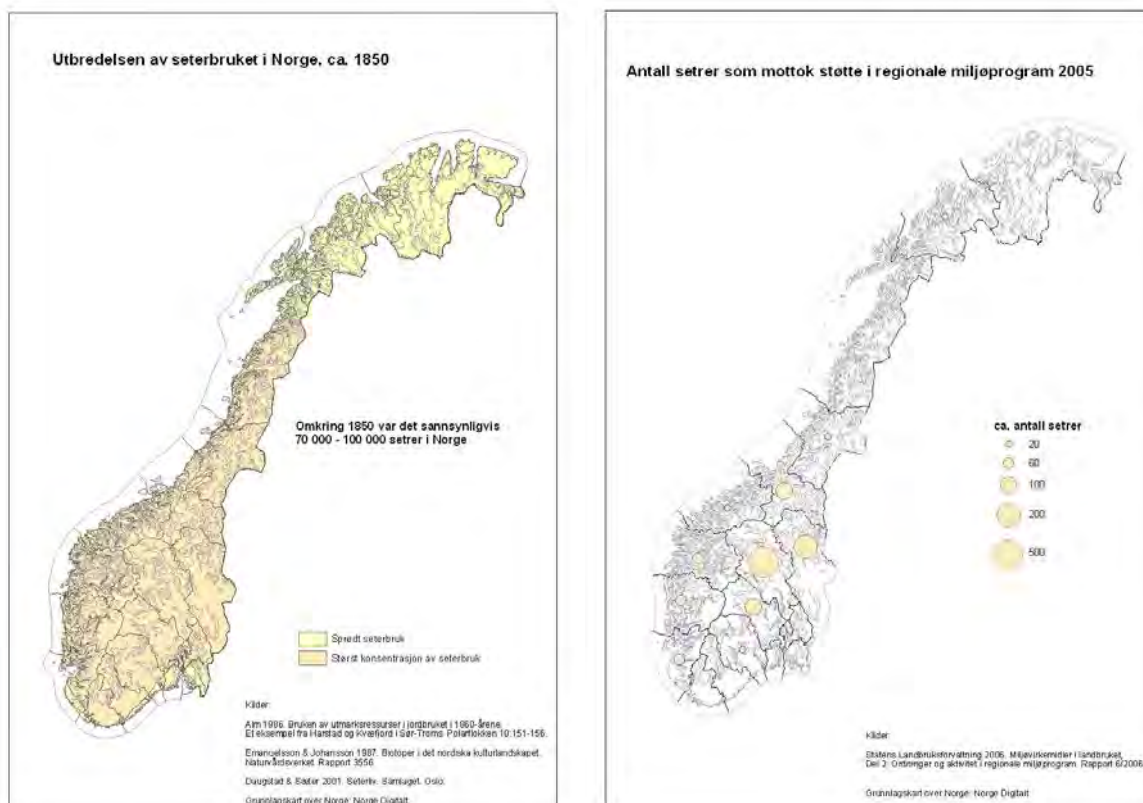 Utbredelsen av seterbruket i Norge, ca. 1850
Omkring 1850 var det sannsynligvis
70 000 - 100 000 setrer i Norge
Spredt seterbruk
Størst konsentrasjon av seterbruk
Kilder:
Alm 1986. Bruken av utmarksressurser i jordbruket i 1860-årene.
Et eksempel fra Harstad og Kvæfjord i Sør-Troms. Polarflokken 10:151-156.
Emanuelsson & Johansson 1987. Biotoper i det nordiska kulturlandskapet.
Naturvårdsverket. Rapport 3556
Daugstad & Sæter 2001. Seterliv. Samlaget. Oslo.
Grunnlagskart over Norge: Norge Digitalt
Antall setrer som mottok støtte i regionale miljøprogram 2005
ca. antall setrer
20
60
100
200
500
Kilder:
Statens Landbruksforvaltning 2006. Miljøvirkemidler i landbruket,
Del 2: Ordninger og aktivitet i regionale miljøprogram. Rapport 6/2006
Grunnlagskart over Norge: Norge Digitalt